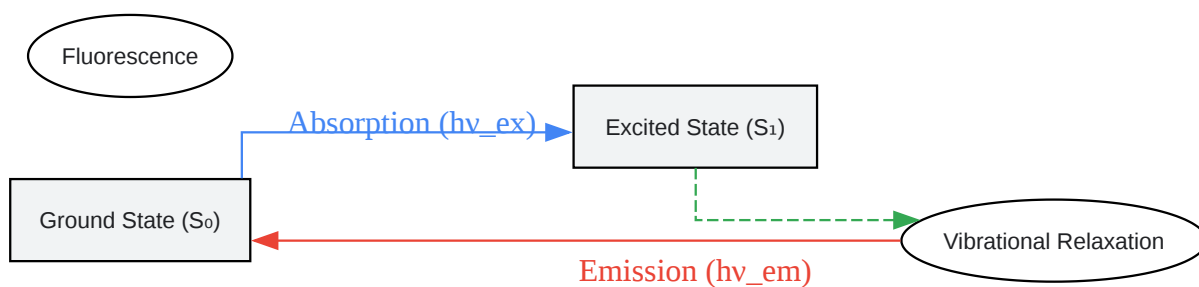 Fluorescence
Absorption (hν_ex)
Excited State (S₁)
Ground State (S₀)
Vibrational Relaxation
Emission (hν_em)